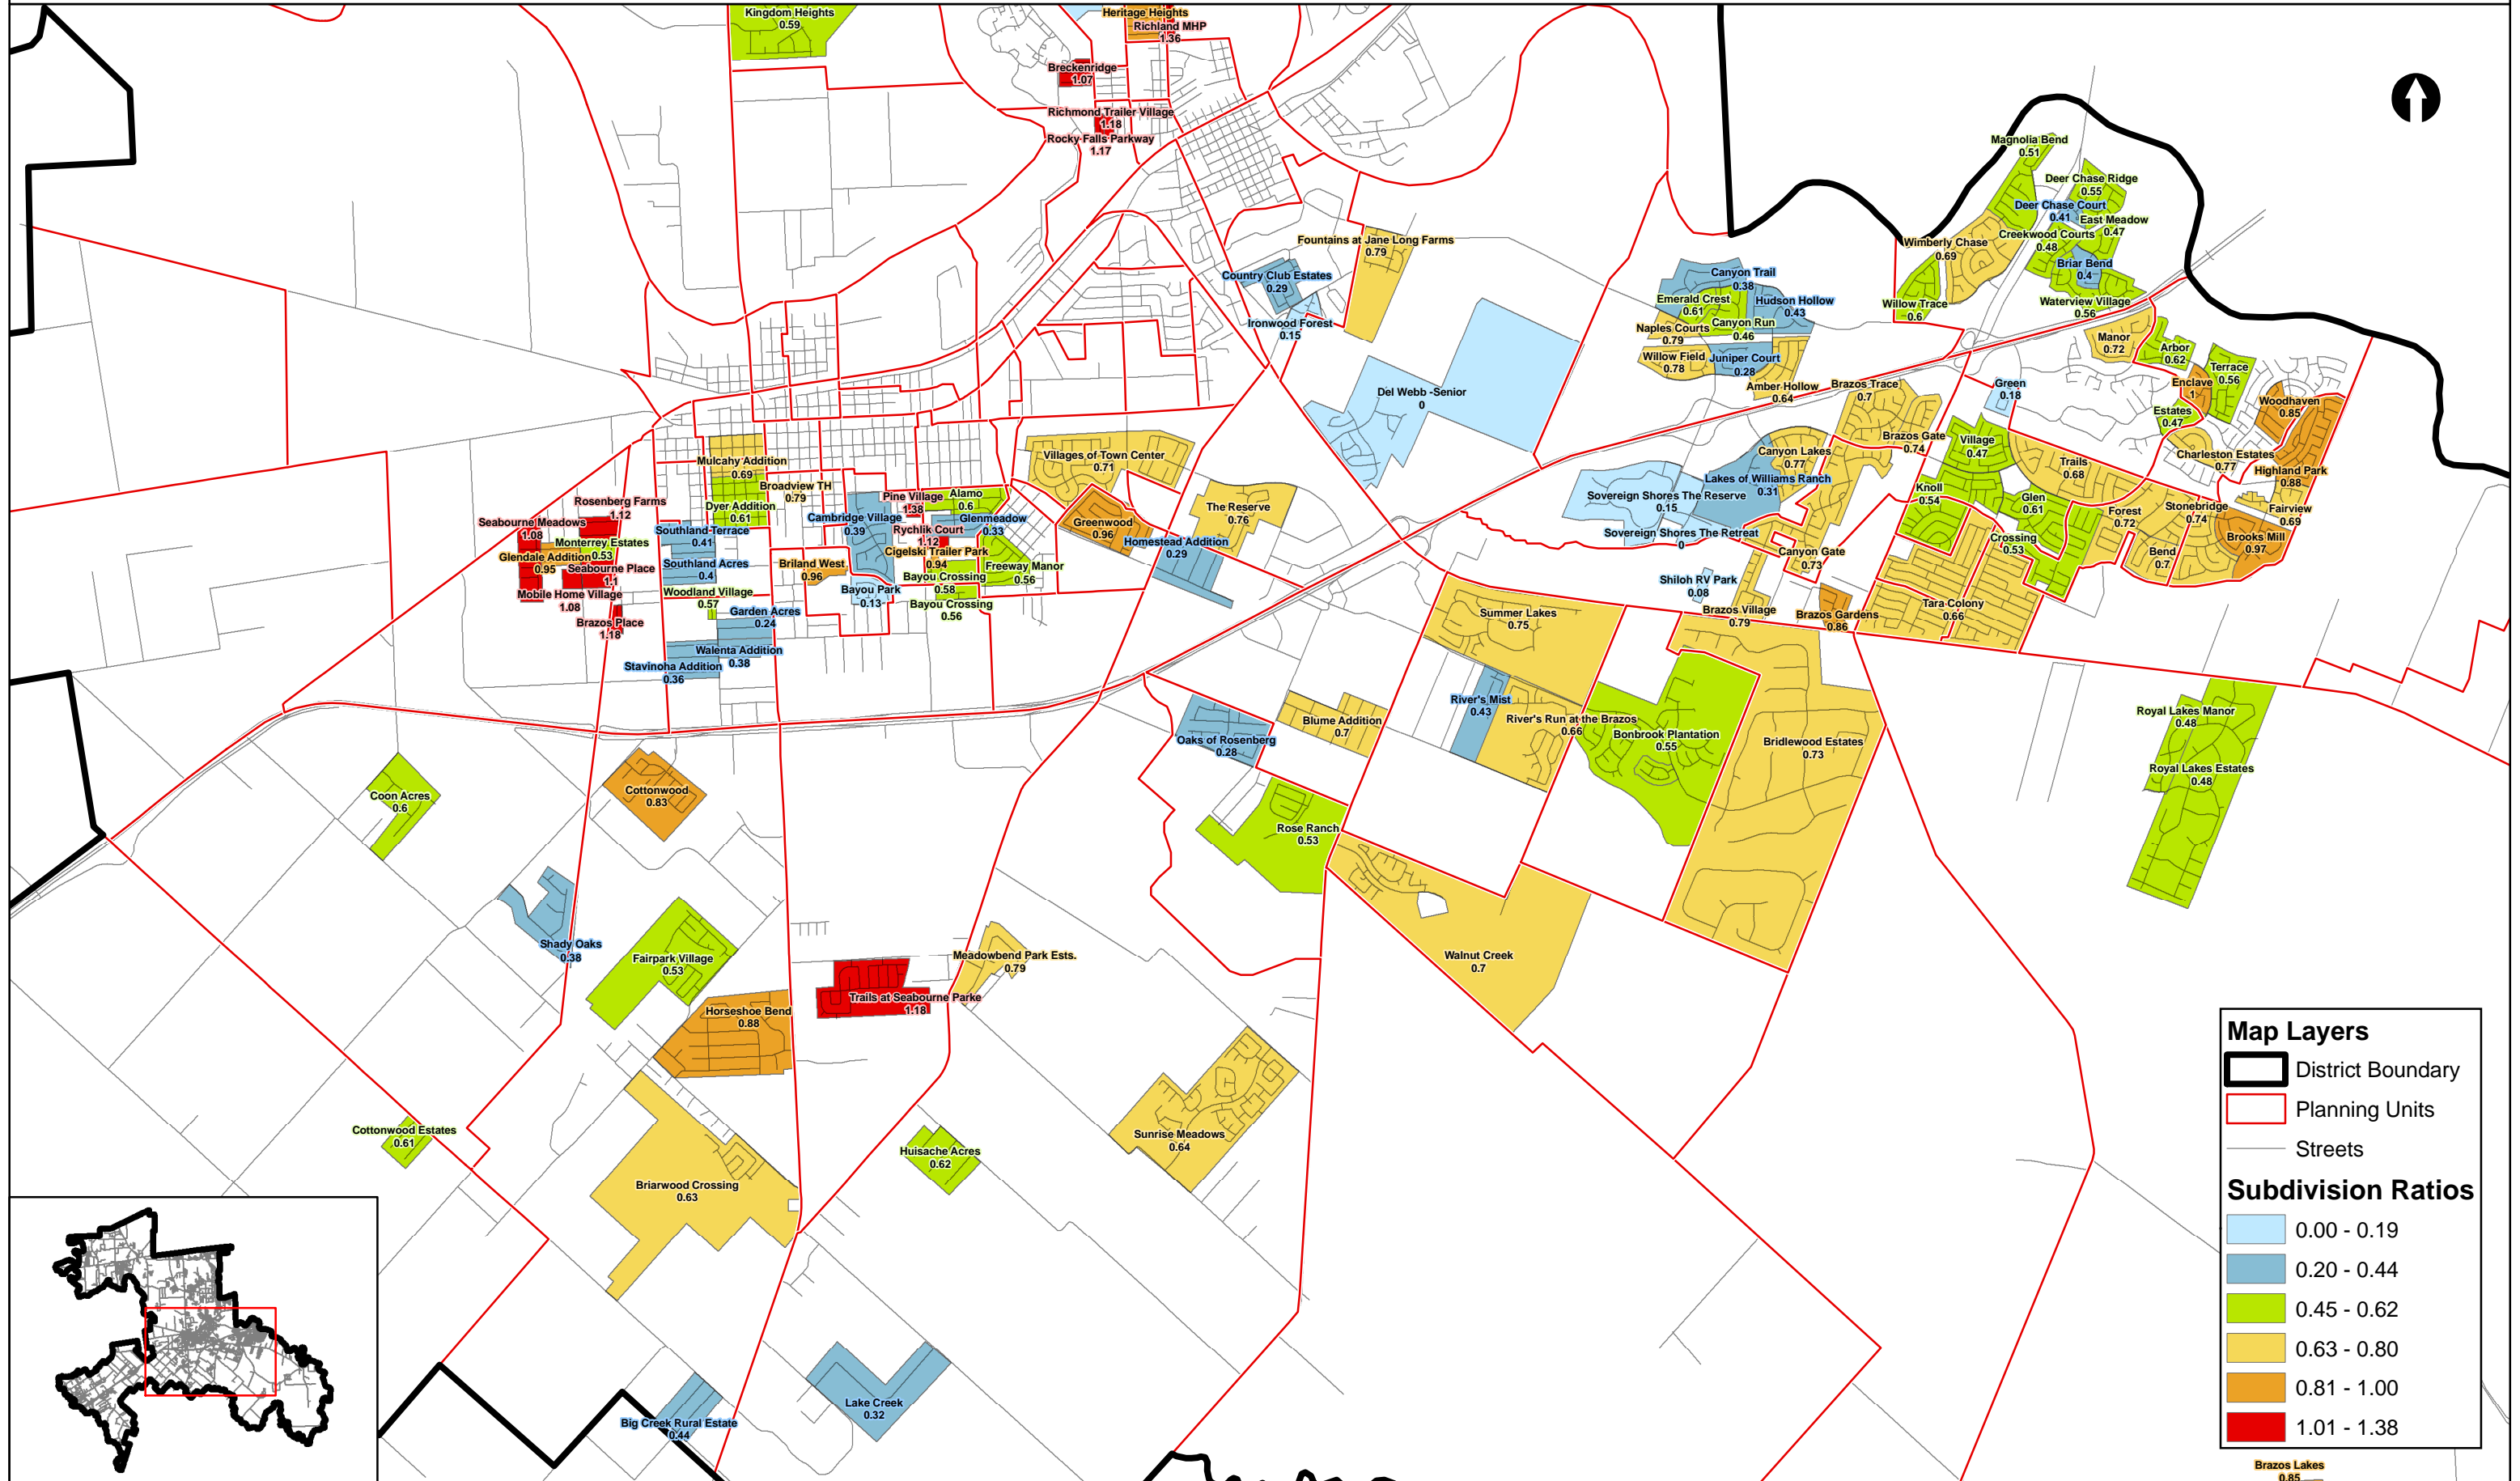 Kingdom Heights
0.59
Heritage Heights
Richland MHP
1.36
Breckenridge
1.07
Richmond Trailer Village
1.18
Rocky Falls Parkway
1.17
Magnolia Bend
0.51
Deer Chase Ridge
0.55
Deer Chase Court
0.41
East Meadow
0.47
Creekwood Courts
0.48
Wimberly Chase
0.69
Briar Bend
0.4
Willow Trace
0.6
Waterview Village
0.56
Fountains at Jane Long Farms
0.79
Country Club Estates
0.29
Ironwood Forest
0.15
Canyon Trail
0.38
Emerald Crest
0.61
Hudson Hollow
0.43
Naples Courts
0.79
Canyon Run
0.46
Willow Field
0.78
Juniper Court
0.28
Amber Hollow
0.64
Manor
0.72
Arbor
0.62
Terrace
0.56
Enclave
1
Estates
0.47
Woodhaven
0.85
Green
0.18
Brazos Trace
0.7
Del Webb -Senior
0
Brazos Gate
0.74
Village
0.47
Canyon Lakes
0.77
Lakes of Williams Ranch
0.31
Trails
0.68
Charleston Estates
0.77
Highland Park
0.88
Knoll
0.54
Glen
0.61
Forest
0.72
Stonebridge
0.74
Fairview
0.69
Crossing
0.53
Bend
0.7
Brooks Mill
0.97
Sovereign Shores The Reserve
0.15
Sovereign Shores The Retreat
0
Canyon Gate
0.73
Shiloh RV Park
0.08
Brazos Village
0.79
Brazos Gardens
0.86
Tara Colony
0.66
Mulcahy Addition
0.69
Broadview TH
0.79
Dyer Addition
0.61
Villages of Town Center
0.71
The Reserve
0.76
Greenwood
0.96
Homestead Addition
0.29
Pine Village
1.38
Alamo
0.6
Cambridge Village
0.39
Glenmeadow
0.33
Rychlik Court
1.12
Cigelski Trailer Park
0.94
Freeway Manor
0.56
Bayou Crossing
0.58
Bayou Crossing
0.56
Briland West
0.96
Bayou Park
0.13
Rosenberg Farms
1.12
Seabourne Meadows
1.08
Monterrey Estates
0.53
Glendale Addition
0.95
Seabourne Place
1.1
Mobile Home Village
1.08
Brazos Place
1.18
Southland Terrace
0.41
Southland Acres
0.4
Woodland Village
0.57
Garden Acres
0.24
Walenta Addition
0.38
Stavinoha Addition
0.36
Summer Lakes
0.75
River's Mist
0.43
River's Run at the Brazos
0.66
Bonbrook Plantation
0.55
Bridlewood Estates
0.73
Royal Lakes Manor
0.48
Royal Lakes Estates
0.48
Oaks of Rosenberg
0.28
Blume Addition
0.7
Rose Ranch
0.53
Walnut Creek
0.7
Coon Acres
0.6
Cottonwood
0.83
Shady Oaks
0.38
Fairpark Village
0.53
Meadowbend Park Ests.
0.79
Trails at Seabourne Parke
1.18
Horseshoe Bend
0.88
Cottonwood Estates
0.61
Sunrise Meadows
0.64
Huisache Acres
0.62
Briarwood Crossing
0.63
Lake Creek
0.32
Big Creek Rural Estate
0.44
Map Layers
District Boundary
Planning Units
Streets
Subdivision Ratios
0.00 - 0.19
0.20 - 0.44
0.45 - 0.62
0.63 - 0.80
0.81 - 1.00
1.01 - 1.38
Brazos Lakes
0.85